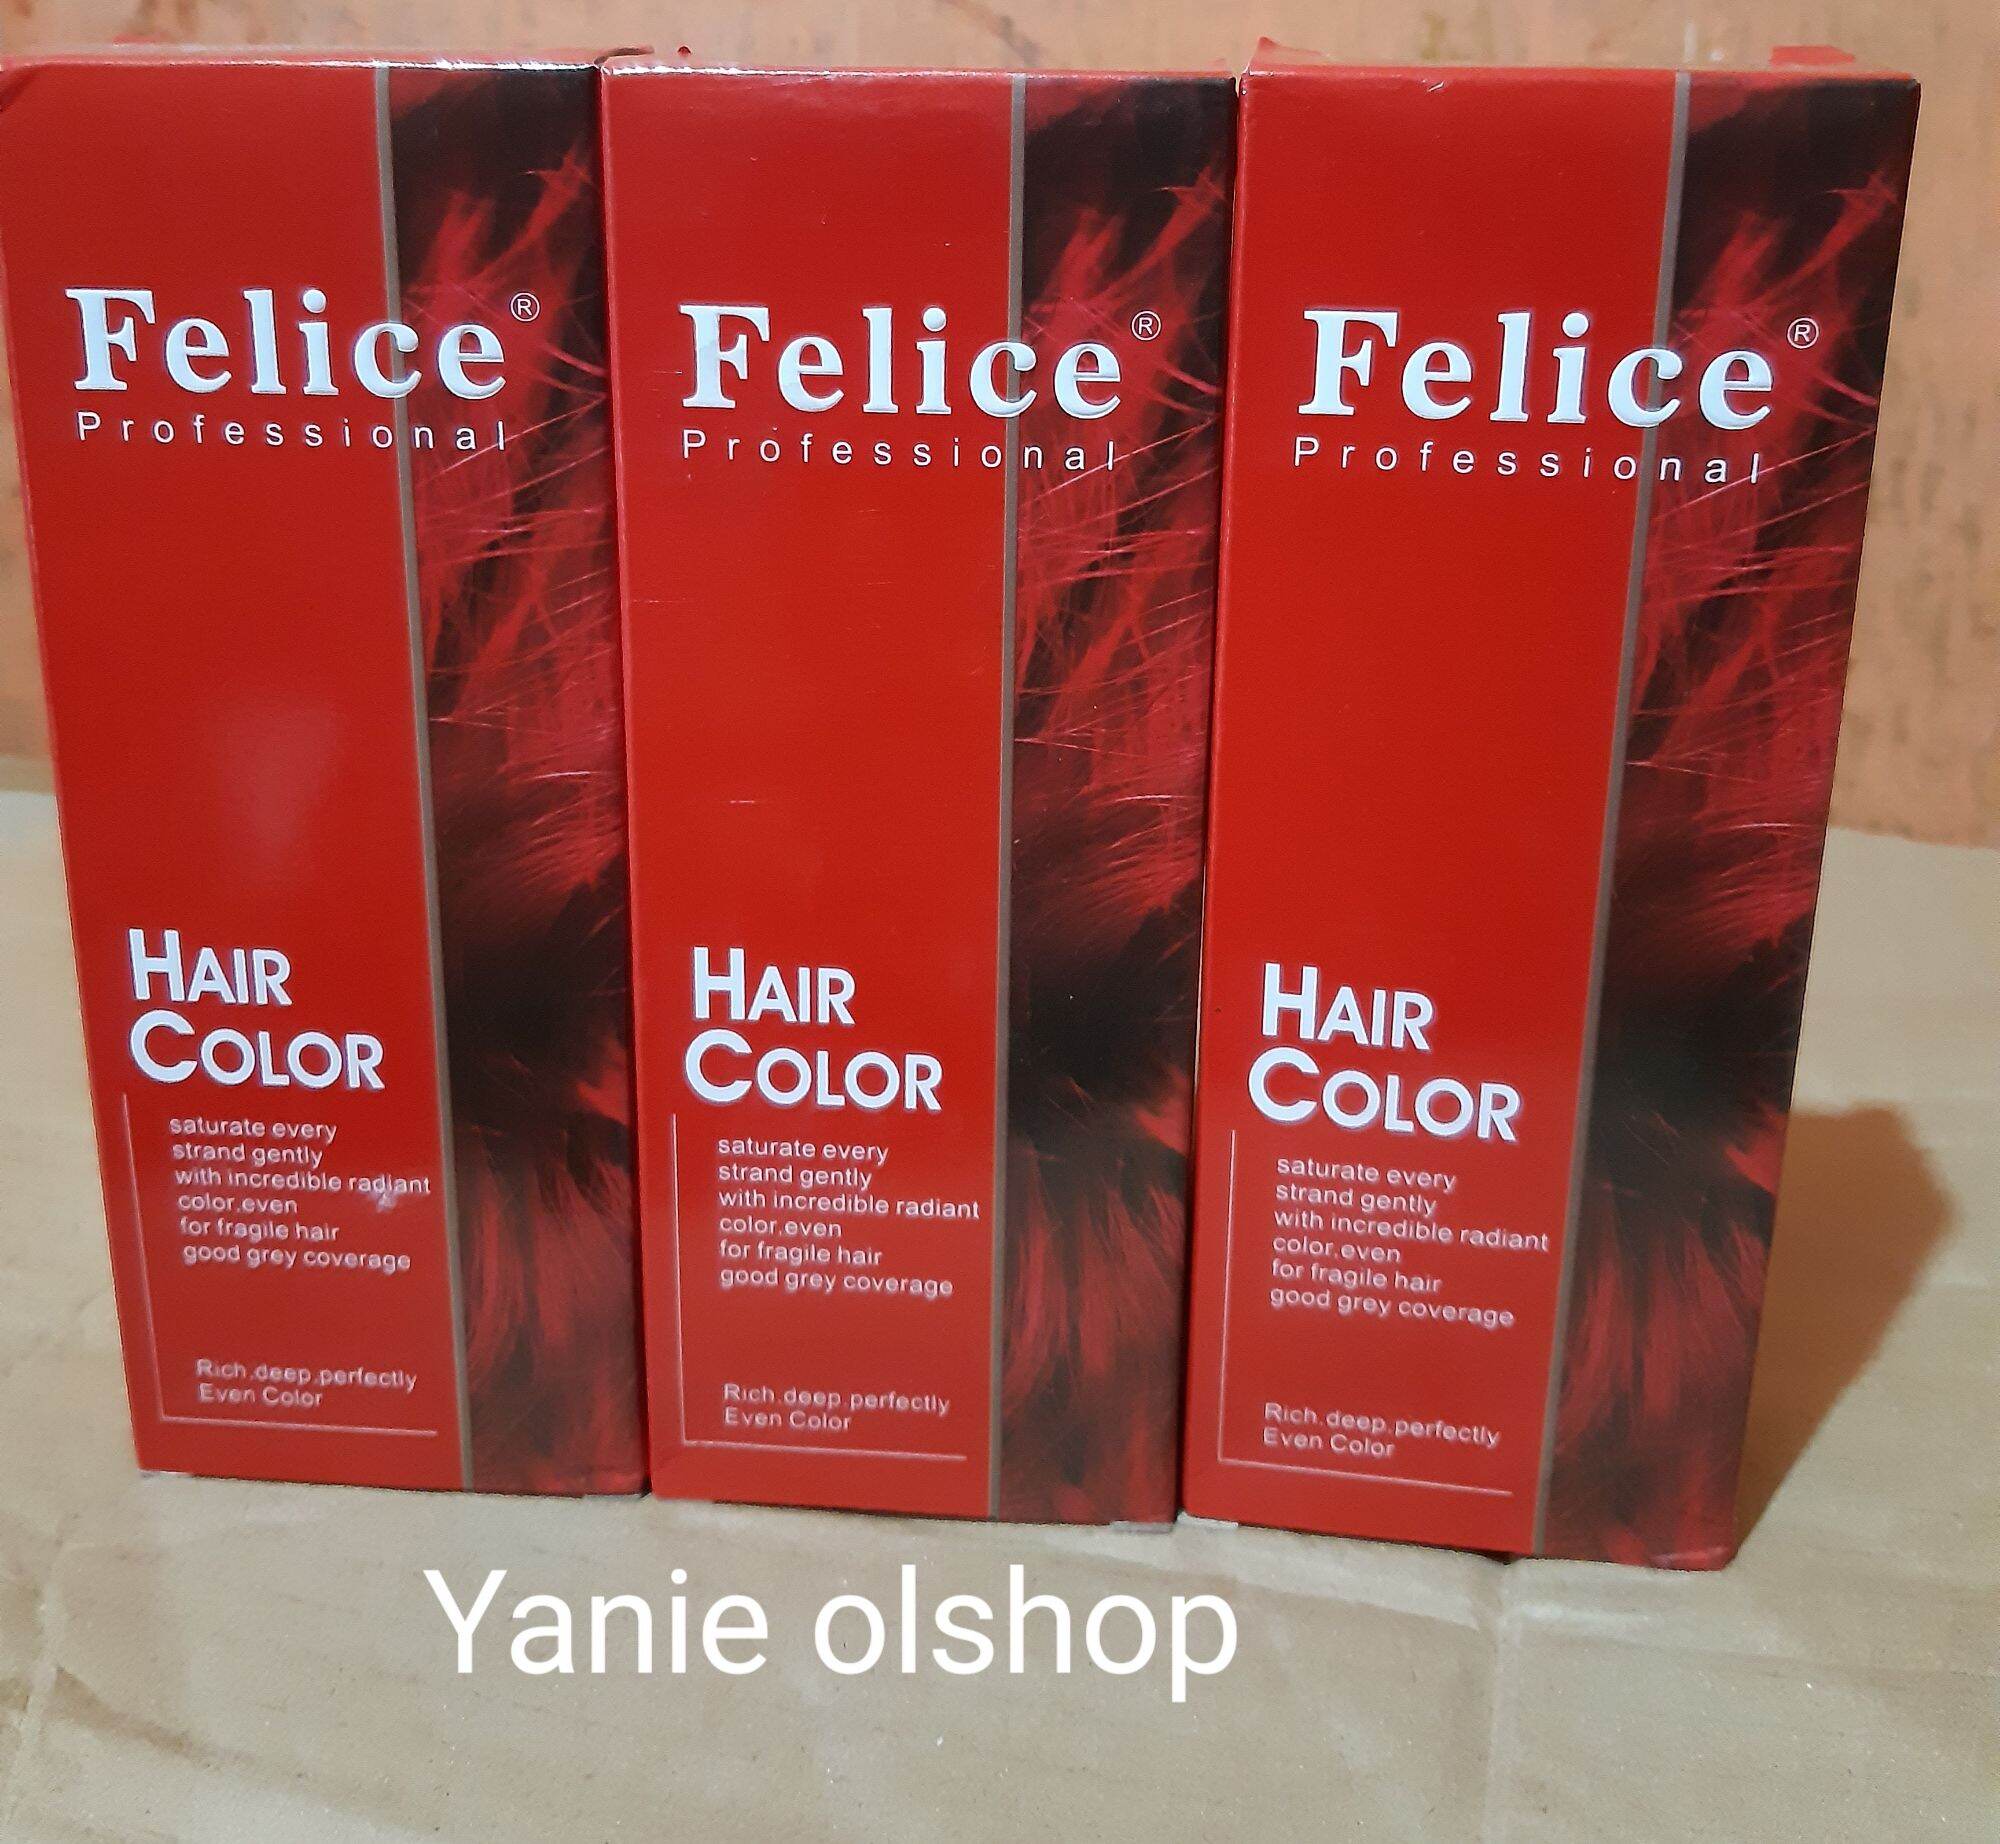 Felice®
Professional
HAIR
COLOR
saturate every
strand gently
with incredible radiant
color,even
for fragile hair
good grey coverage
Rich.deep.perfectly
Even Color
Felice®
Professional
HAIR
COLOR
saturate every
strand gently
with incredible radiant
color,even
for fragile hair
good grey coverage
Rich.deep.perfectly
Even Color
Felice®
Professional
HAIR
COLOR
saturate every
strand gently
with incredible radiant
color,even
for fragile hair
good grey coverage
Rich.deep.perfectly
Even Color
Yanie olshop